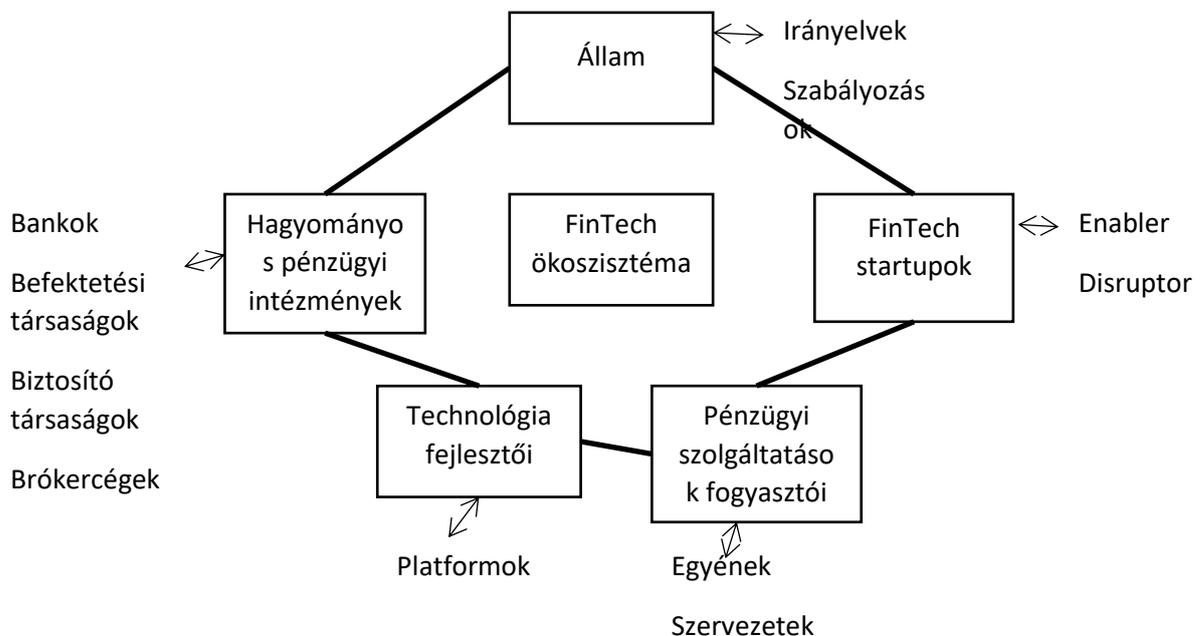 Állam
Irányelvek
Szabályozás
ok
Bankok
Befektetési
társaságok
Biztosító
társaságok
Brókercégek
Hagyományo
s pénzügyi
intézmények
FinTech
ökoszisztéma
FinTech
startupok
Enabler
Disruptor
Technológia
fejlesztői
Pénzügyi
szolgáltatáso
k fogyasztói
Platformok
Egyének
Szervezetek